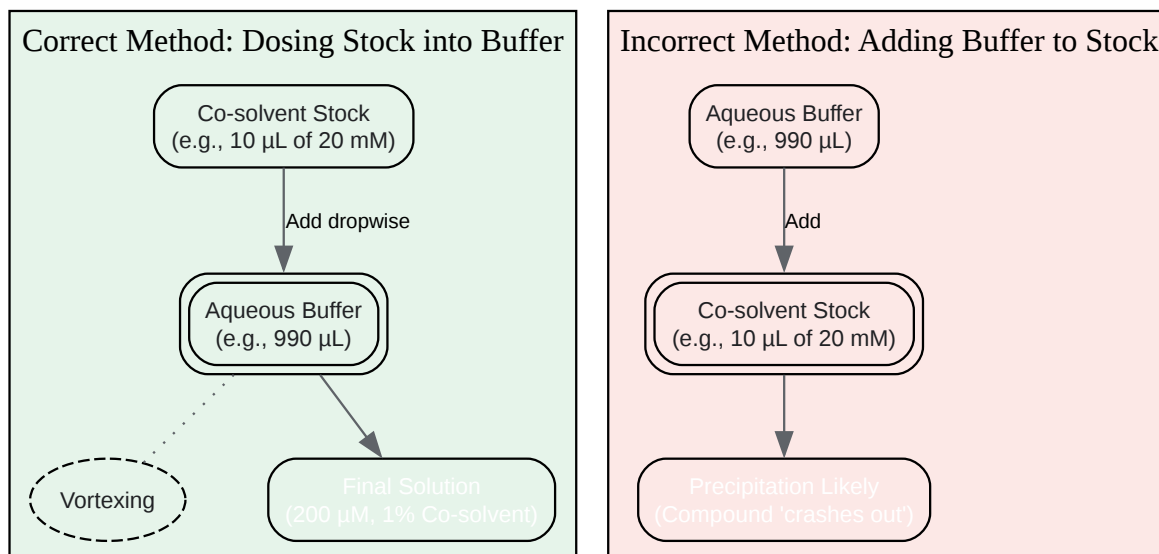 Correct Method: Dosing Stock into Buffer
Co-solvent Stock
(e.g., 10 µL of 20 mM)
Add dropwise
Aqueous Buffer
(e.g., 990 µL)
Vortexing
Final Solution
(200 µM, 1% Co-solvent)
Incorrect Method: Adding Buffer to Stock
Aqueous Buffer
(e.g., 990 µL)
Add
Co-solvent Stock
(e.g., 10 µL of 20 mM)
Precipitation Likely
(Compound 'crashes out')